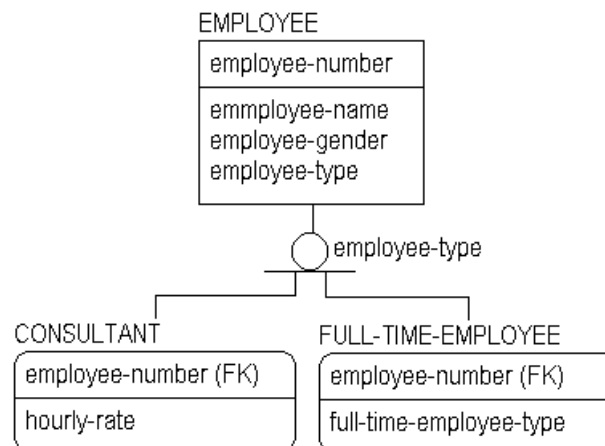 EMPLOYEE
employee-number
emmployee-name
employee-gender
employee-type
employee-type
CONSULTANT
employee-number (FK)
hourly-rate
FULL-TIME-EMPLOYEE
employee-number (FK)
full-time-employee-type